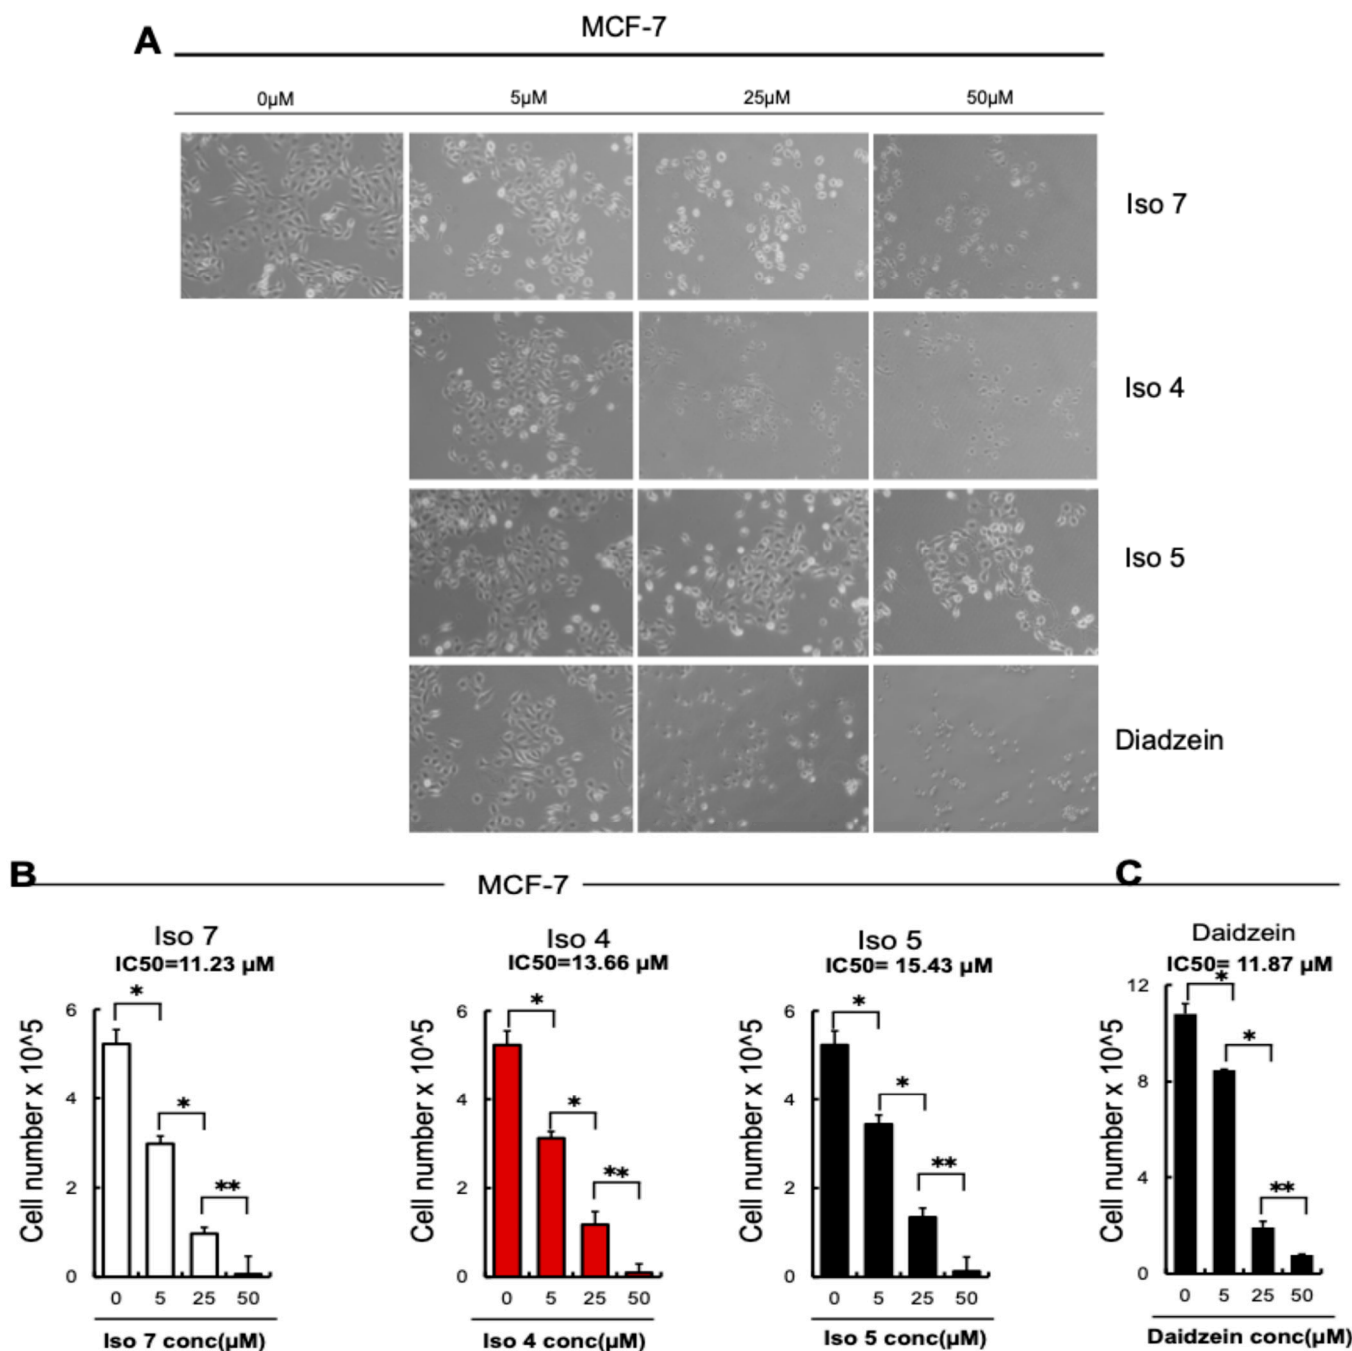 A
MCF-7
0µM 5µM 25µM 50µM
Iso 7
Iso 4
Iso 5
Diadzein
B
MCF-7
C
Iso 7
IC50=11.23 µM
*
*
**
6
4
2
0
Cell number x 10^5
0 5 25 50
Iso 7 conc(µM)
Iso 4
IC50=13.66 µM
*
*
**
6
4
2
0
Cell number x 10^5
0 5 25 50
Iso 4 conc(µM)
Iso 5
IC50= 15.43 µM
*
*
**
6
4
2
0
Cell number x 10^5
0 5 25 50
Iso 5 conc(µM)
Daidzein
IC50= 11.87 µM
*
*
**
12
8
4
0
Cell number x 10^5
0 5 25 50
Daidzein conc(µM)